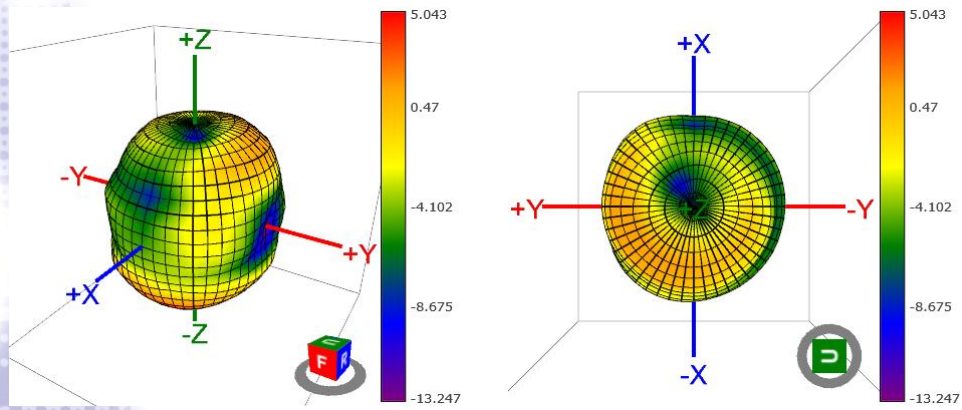 +Z
-Y
+Y
+X
-Z
U
F
R
5.043
0.47
-4.102
-8.675
-13.247
+X
+Y
+Z
-Y
-X
U
5.043
0.47
-4.102
-8.675
-13.247